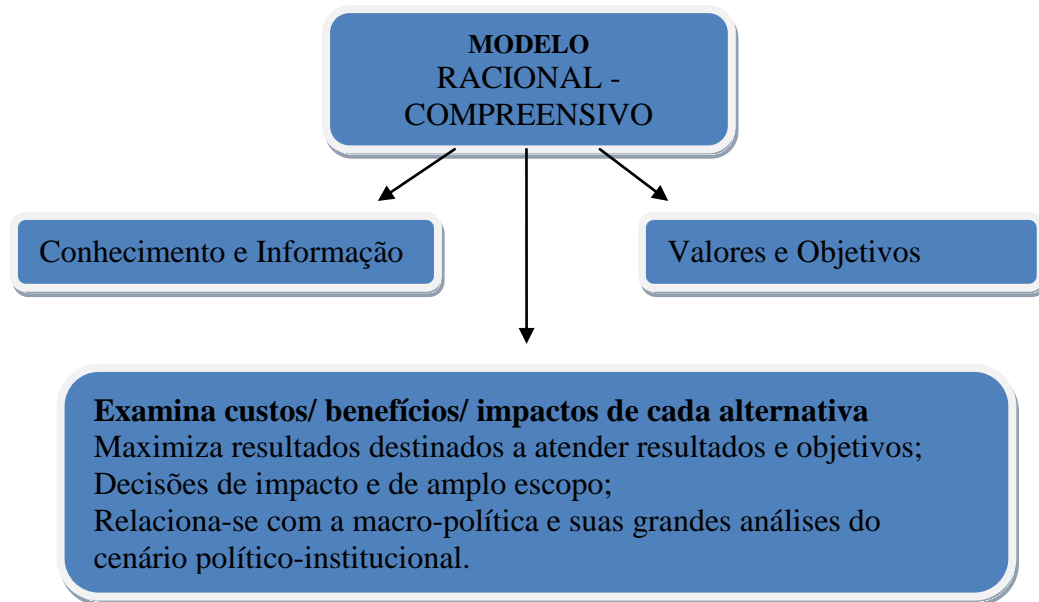 MODELO
RACIONAL -
COMPREENSIVO
Conhecimento e Informação
Valores e Objetivos
Examina custos/ benefícios/ impactos de cada alternativa
Maximiza resultados destinados a atender resultados e objetivos;
Decisões de impacto e de amplo escopo;
Relaciona-se com a macro-política e suas grandes análises do
cenário político-institucional.